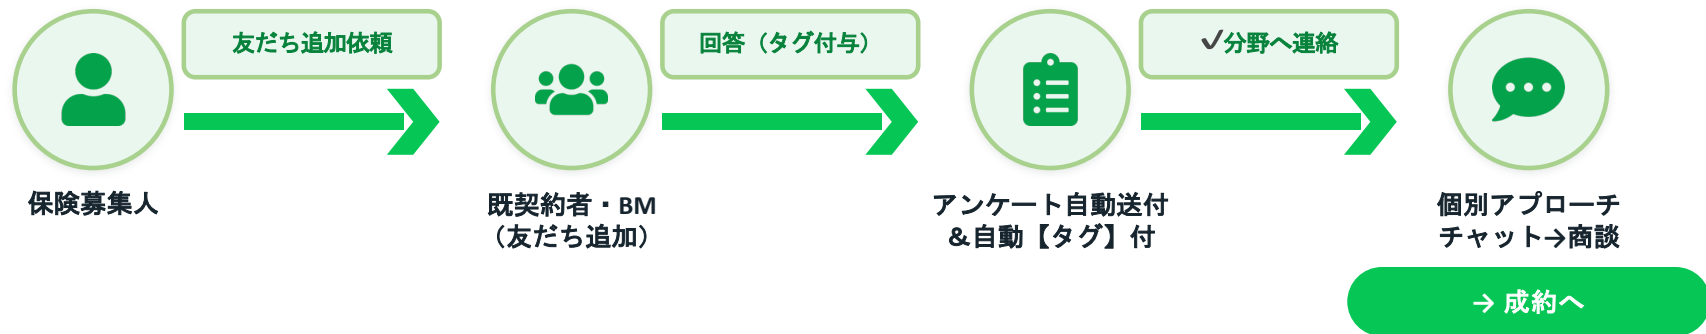 友だち追加依頼
回答（タグ付与）
✓分野へ連絡
保険募集人
既契約者・BM
（友だち追加）
アンケート自動送付
＆自動【タグ】付
個別アプローチ
チャット→商談
→ 成約へ